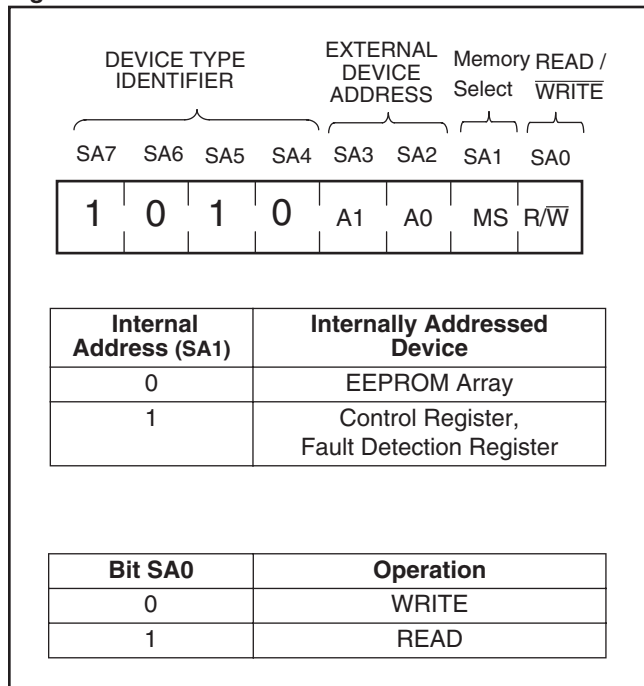 DEVICE TYPE
IDENTIFIER
EXTERNAL
DEVICE
ADDRESS
Memory
Select
READ /
WRITE
SA7 SA6 SA5 SA4 SA3 SA2 SA1 SA0
1 0 1 0 A1 A0 MS R/W
Internal
Address (SA1)
Internally Addressed
Device
0 EEPROM Array
1 Control Register,
Fault Detection Register
Bit SA0 Operation
0 WRITE
1 READ